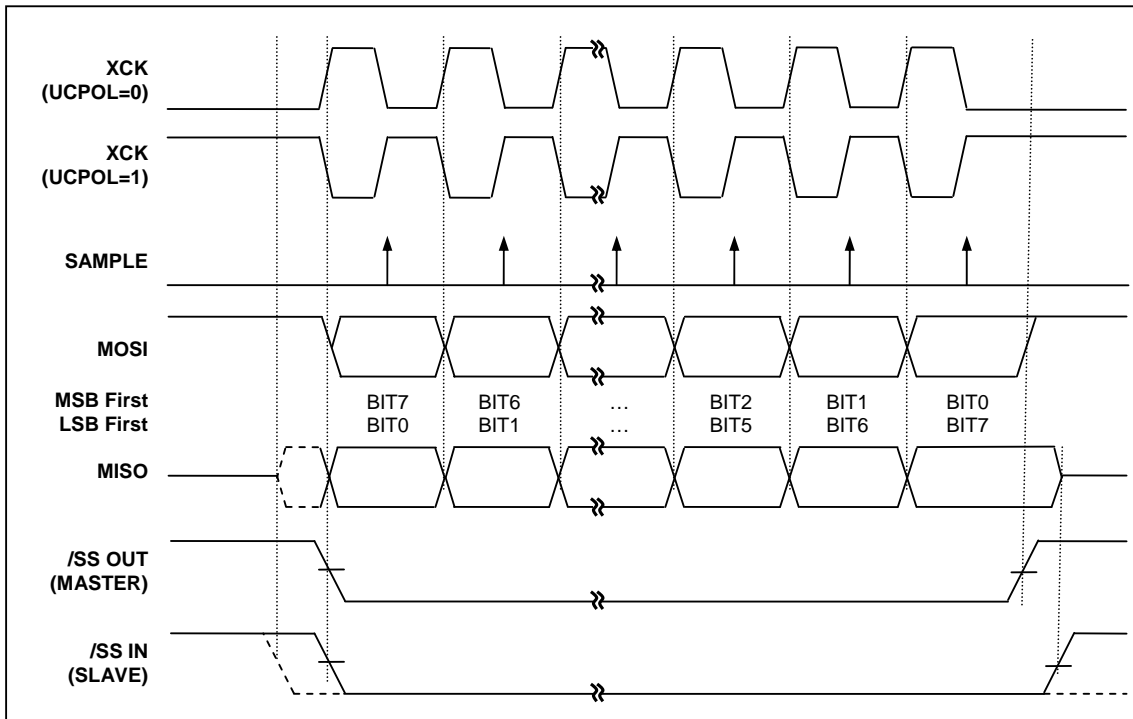 XCK
(UCPOL=0)
XCK
(UCPOL=1)
SAMPLE
MOSI
MSB First BIT7 BIT6 … BIT2 BIT1 BIT0
LSB First BIT0 BIT1 … BIT5 BIT6 BIT7
MISO
/SS OUT
(MASTER)
/SS IN
(SLAVE)